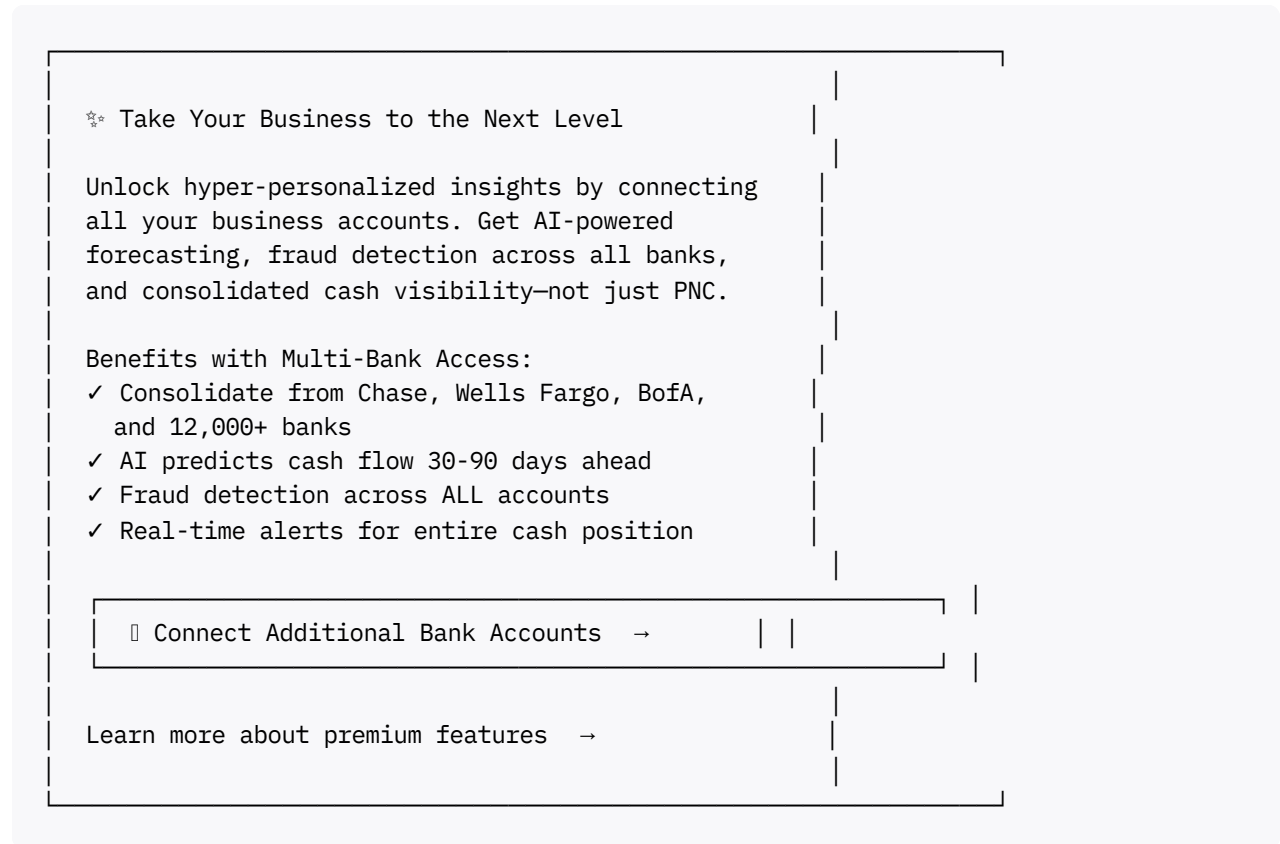 ✨ Take Your Business to the Next Level
Unlock hyper-personalized insights by connecting
all your business accounts. Get AI-powered
forecasting, fraud detection across all banks,
and consolidated cash visibility—not just PNC.
Benefits with Multi-Bank Access:
✓ Consolidate from Chase, Wells Fargo, BofA,
and 12,000+ banks
✓ AI predicts cash flow 30-90 days ahead
✓ Fraud detection across ALL accounts
✓ Real-time alerts for entire cash position
Connect Additional Bank Accounts →
Learn more about premium features →